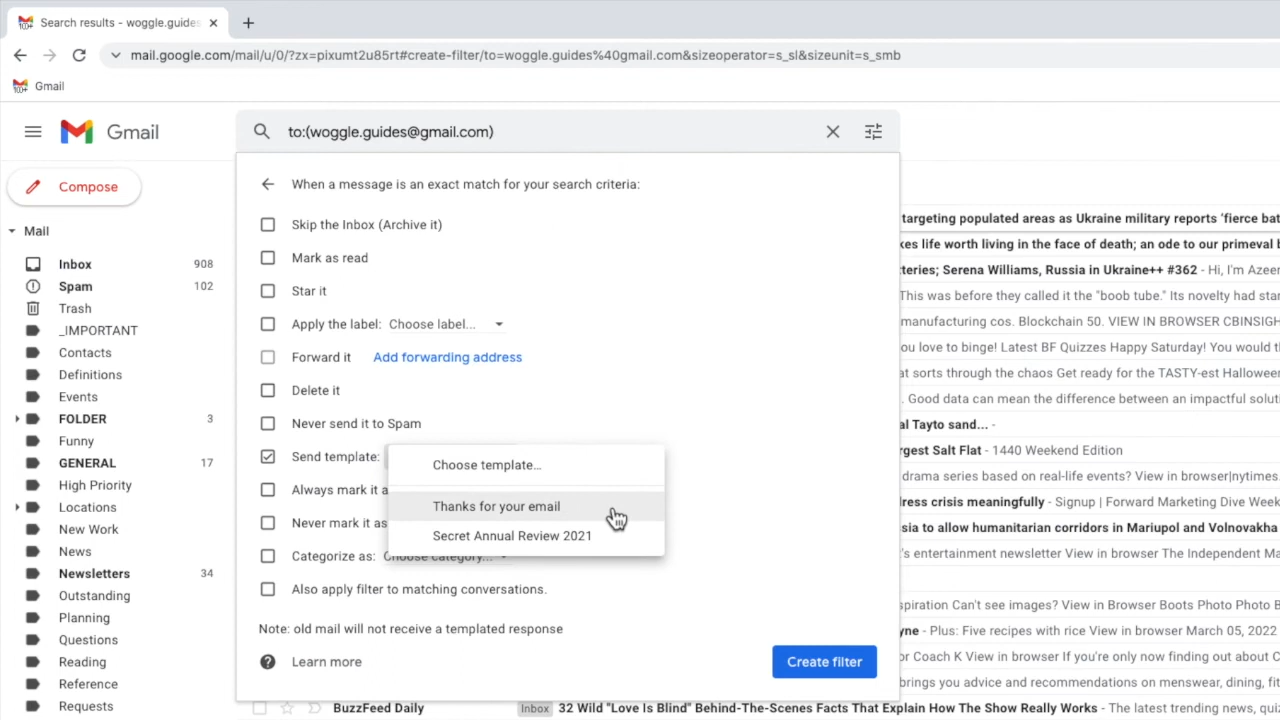 Search results - woggle.guides
mail.google.com/mail/u/0/?zx=pixumt2u85rt#create-filter/to=woggle.guides%40gmail.com&sizeoperator=s_sl&sizeunit=s_smb
Gmail
Gmail
to:(woggle.guides@gmail.com)
Compose
When a message is an exact match for your search criteria:
Skip the Inbox (Archive it)
Mark as read
Star it
Apply the label: Choose label...
Forward it Add forwarding address
Delete it
Never send it to Spam
Send template:
Choose template...
Thanks for your email
Secret Annual Review 2021
Always mark it a
Never mark it as
Categorize as: Choose category...
Also apply filter to matching conversations.
Note: old mail will not receive a templated response
Learn more
Create filter
Mail
Inbox 908
Spam 102
Trash
_IMPORTANT
Contacts
Definitions
Events
FOLDER 3
Funny
GENERAL 17
High Priority
Locations
New Work
News
Newsletters 34
Outstanding
Planning
Questions
Reading
Reference
Requests
targeting populated areas as Ukraine military reports 'fierce bat
kes life worth living in the face of death; an ode to our primeval
tteries; Serena Williams, Russia in Ukraine++ #362 - Hi, I'm Azeer
This was before they called it the "boob tube." Its novelty had star
manufacturing cos. Blockchain 50. VIEW IN BROWSER CBINSIGH
you love to binge! Latest BF Quizzes Happy Saturday! You would t
at sorts through the chaos Get ready for the TASTY-est Halloween
. Good data can mean the difference between an impactful soluti
al Tayto sand... -
rgest Salt Flat - 1440 Weekend Edition
drama series based on real-life events? View in browser|nytimes.
dress crisis meaningfully - Signup | Forward Marketing Dive Week
sia to allow humanitarian corridors in Mariupol and Volnovakha
's entertainment newsletter View in browser The Independent Ma
spiration Can't see images? View in Browser Boots Photo Photo B
yne - Plus: Five recipes with rice View in browser March 05, 2022
or Coach K View in browser If you're only now finding out about C
brings you advice and recommendations on menswear, dining, fit
BuzzFeed Daily Inbox 32 Wild "Love Is Blind" Behind-The-Scenes Facts That Explain How The Show Really Works - The latest trending news, quiz